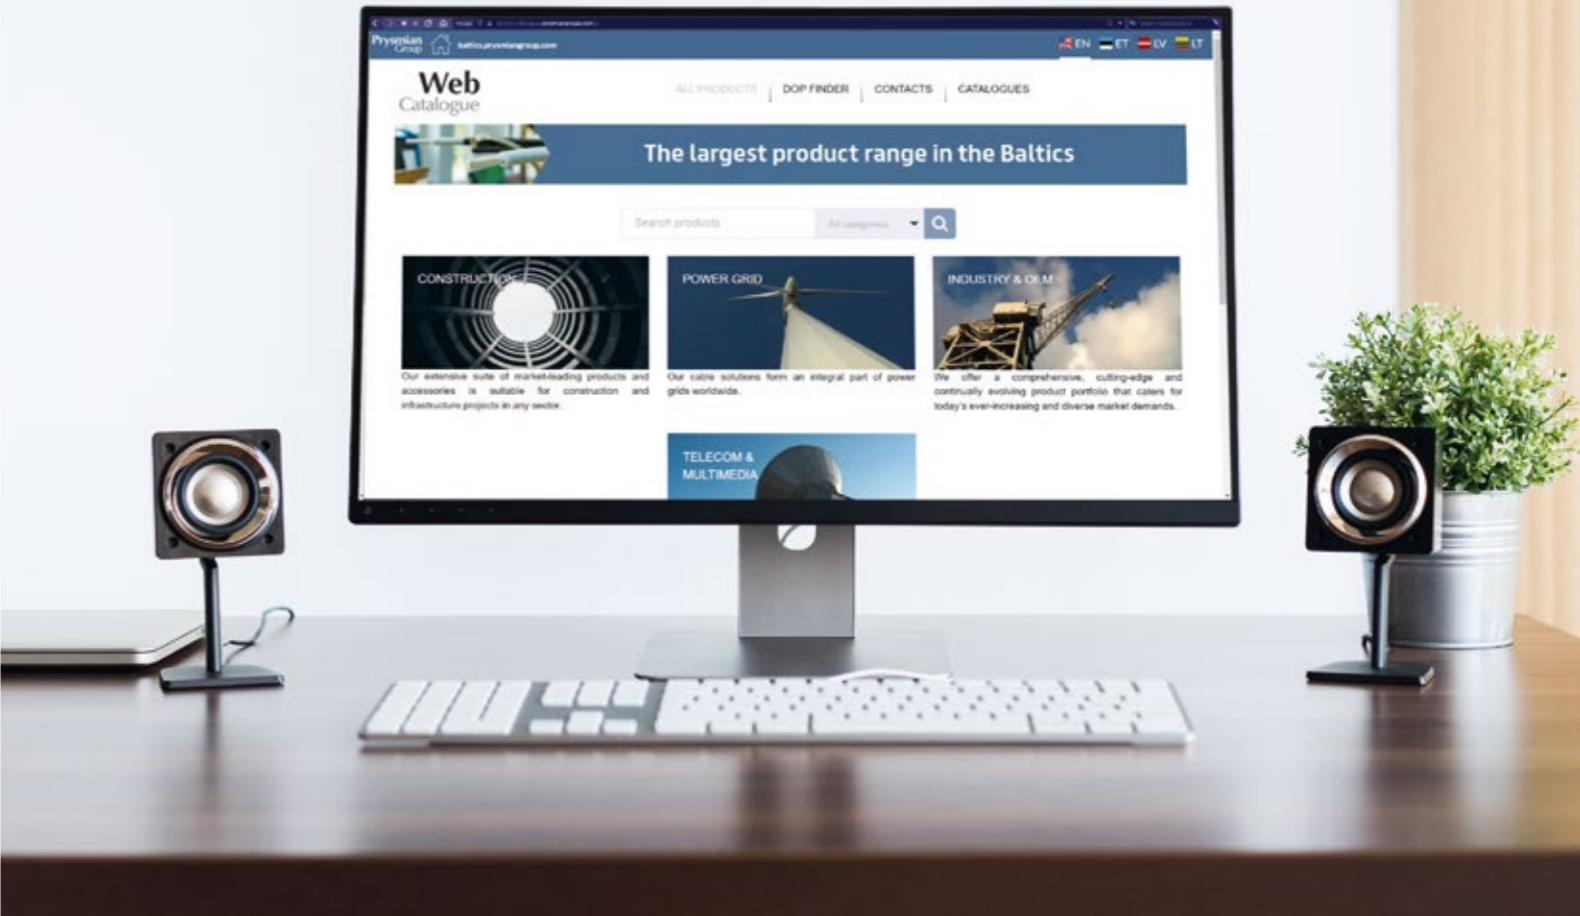 Prysmian
Group
baltics.prysmiangroup.com
EN ET LV LT
Web
Catalogue
ALL PRODUCTS
DOP FINDER
CONTACTS
CATALOGUES
The largest product range in the Baltics
Search products
All categories
CONSTRUCTION
POWER GRID
INDUSTRY & OEM
Our extensive suite of market-leading products and
accessories is suitable for construction and
infrastructure projects in any sector.
Our cable solutions form an integral part of power
grids worldwide.
We offer a comprehensive, cutting-edge and
continually evolving product portfolio that caters for
today's ever-increasing and diverse market demands.
TELECOM &
MULTIMEDIA